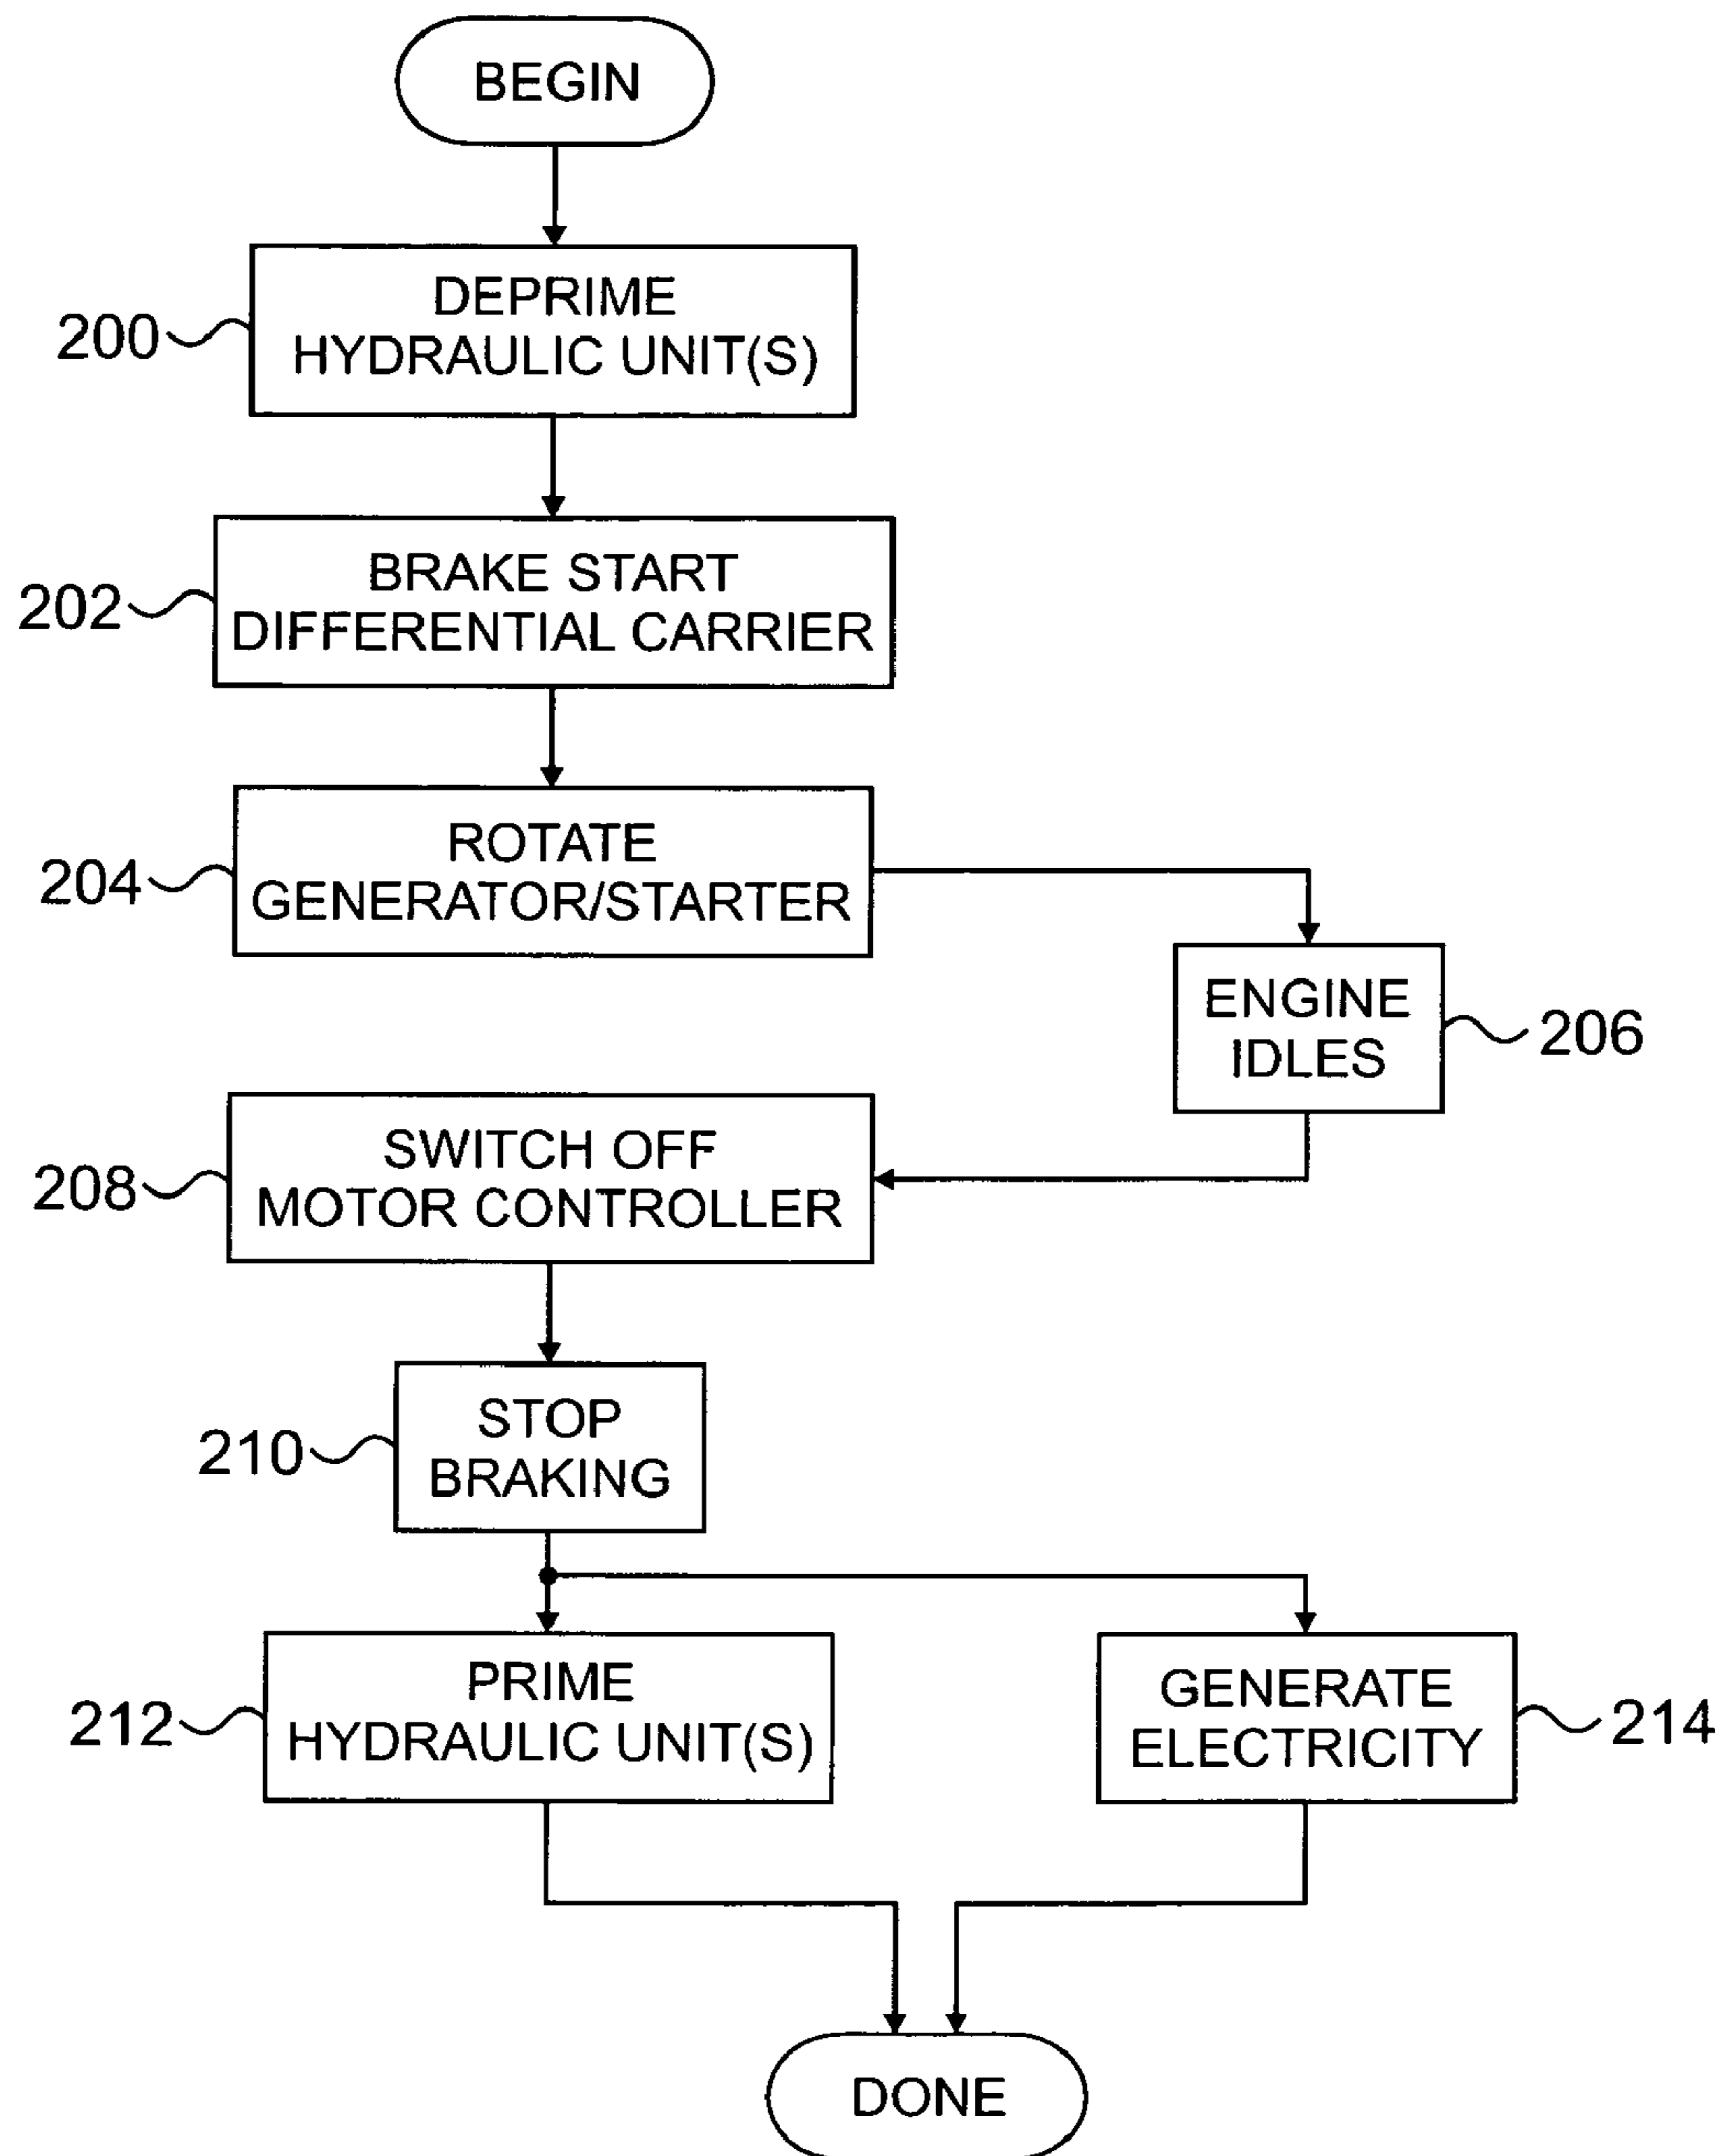 BEGIN
DEPRIME
HYDRAULIC UNIT(S)
200
BRAKE START
DIFFERENTIAL CARRIER
202
ROTATE
GENERATOR/STARTER
204
ENGINE
IDLES
206
SWITCH OFF
MOTOR CONTROLLER
208
STOP
BRAKING
210
PRIME
HYDRAULIC UNIT(S)
212
GENERATE
ELECTRICITY
214
DONE